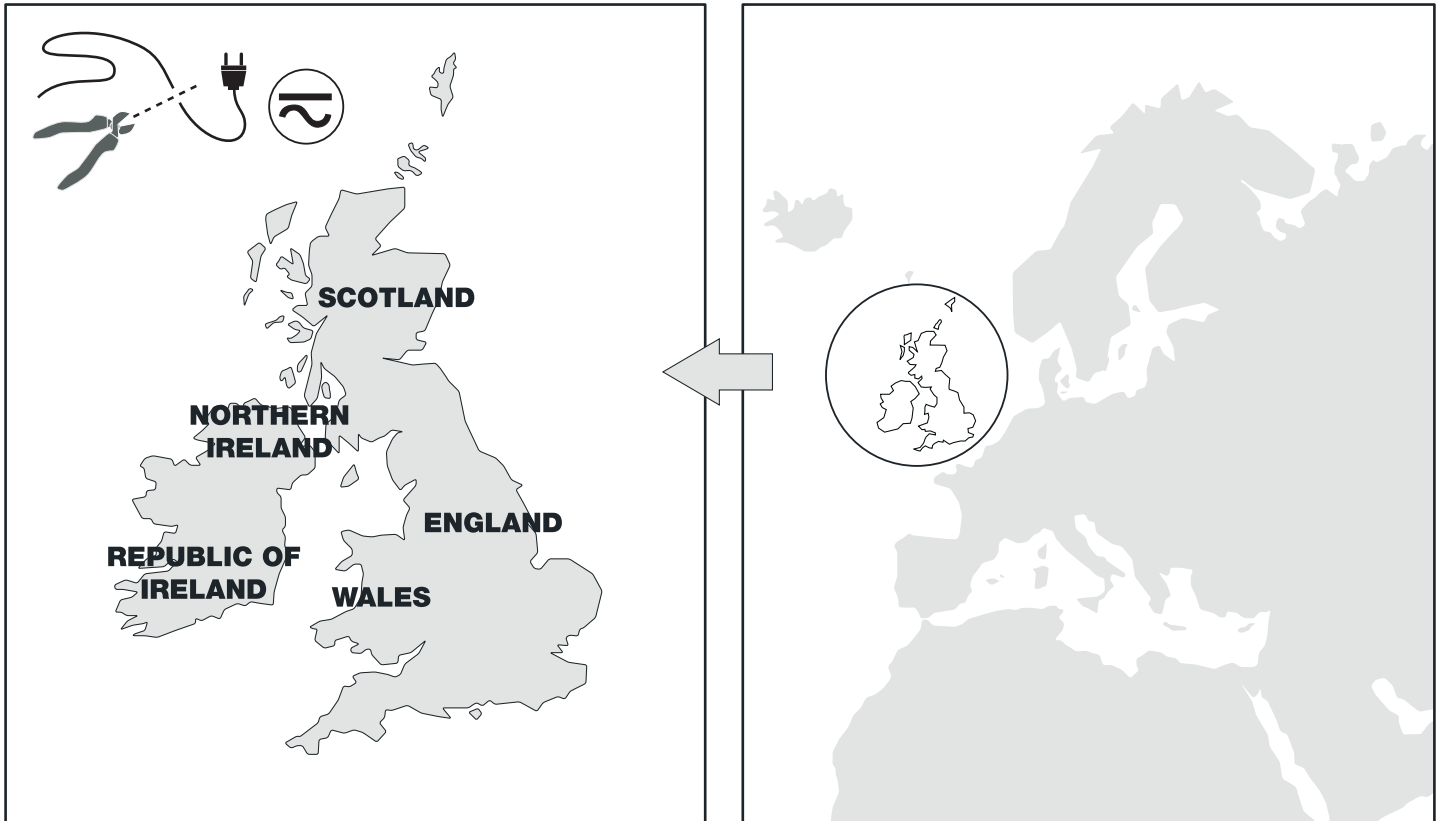 SCOTLAND
NORTHERN
IRELAND
ENGLAND
REPUBLIC OF
IRELAND
WALES